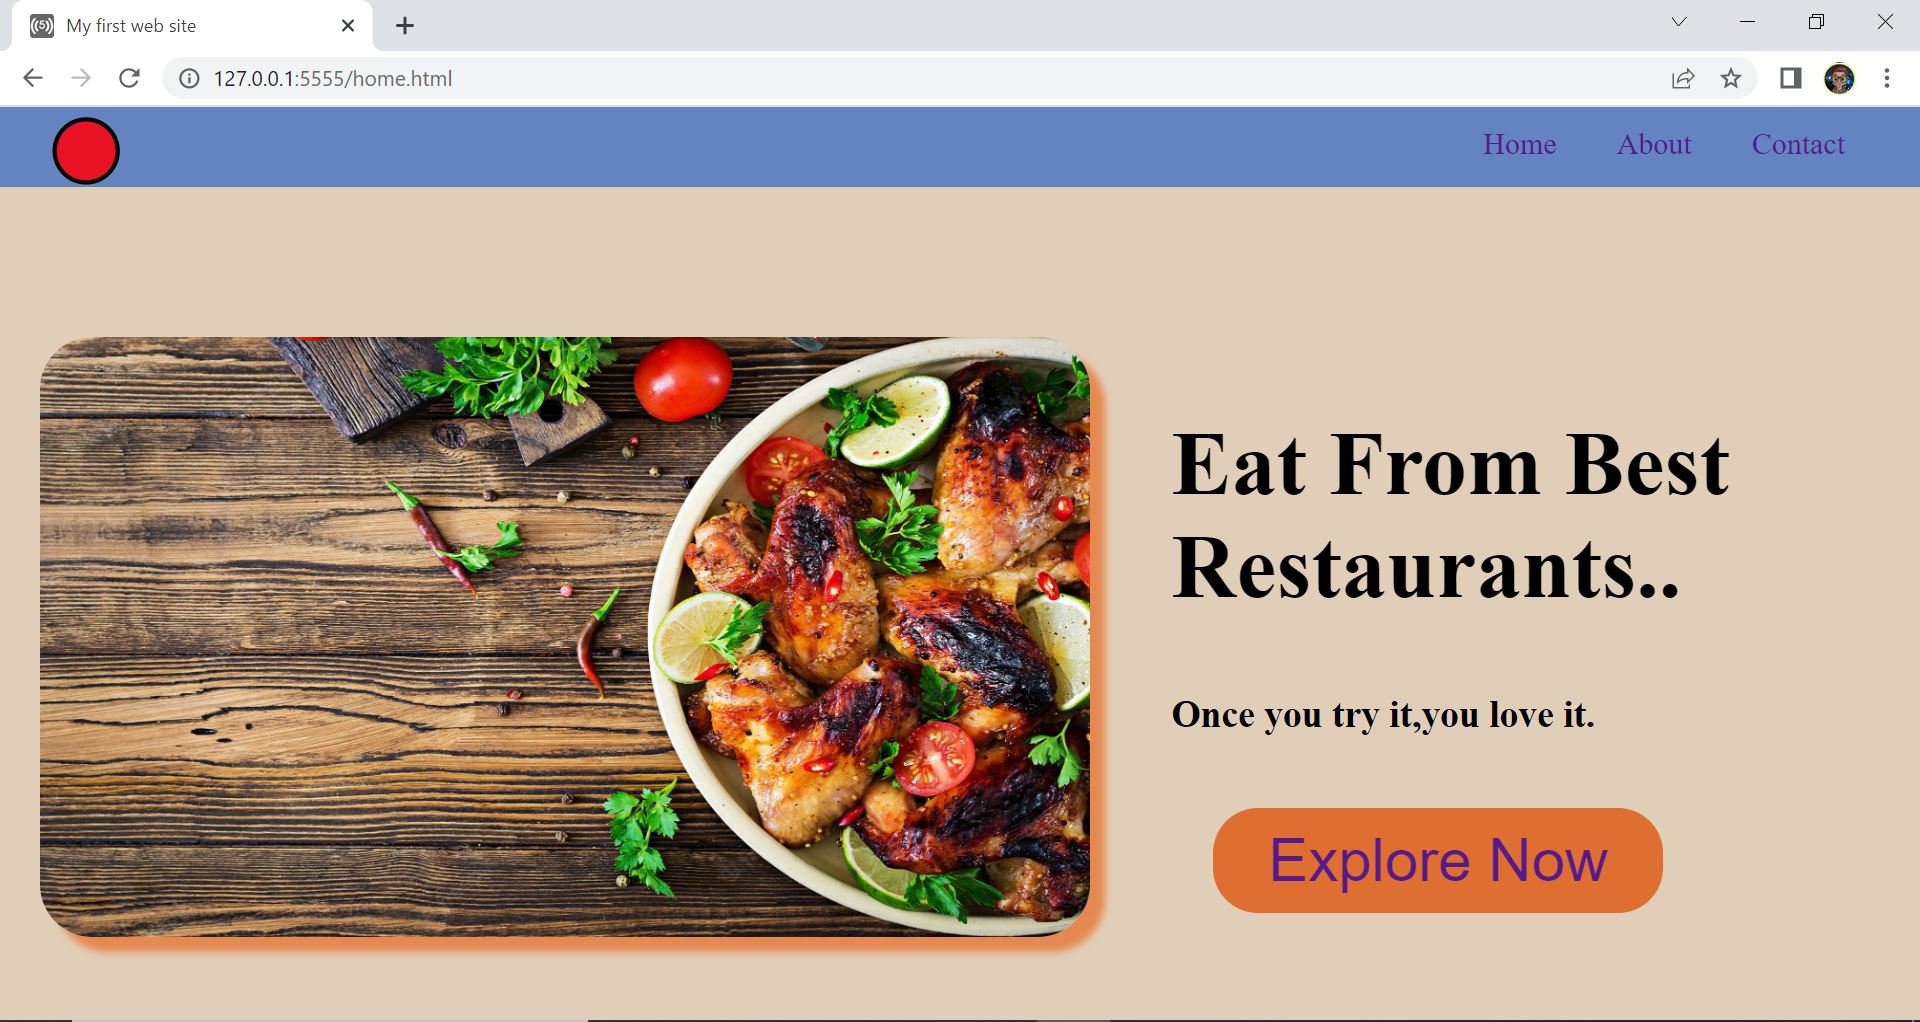 My first web site
127.0.0.1:5555/home.html
Home About Contact
Eat From Best
Restaurants..
Once you try it,you love it.
Explore Now